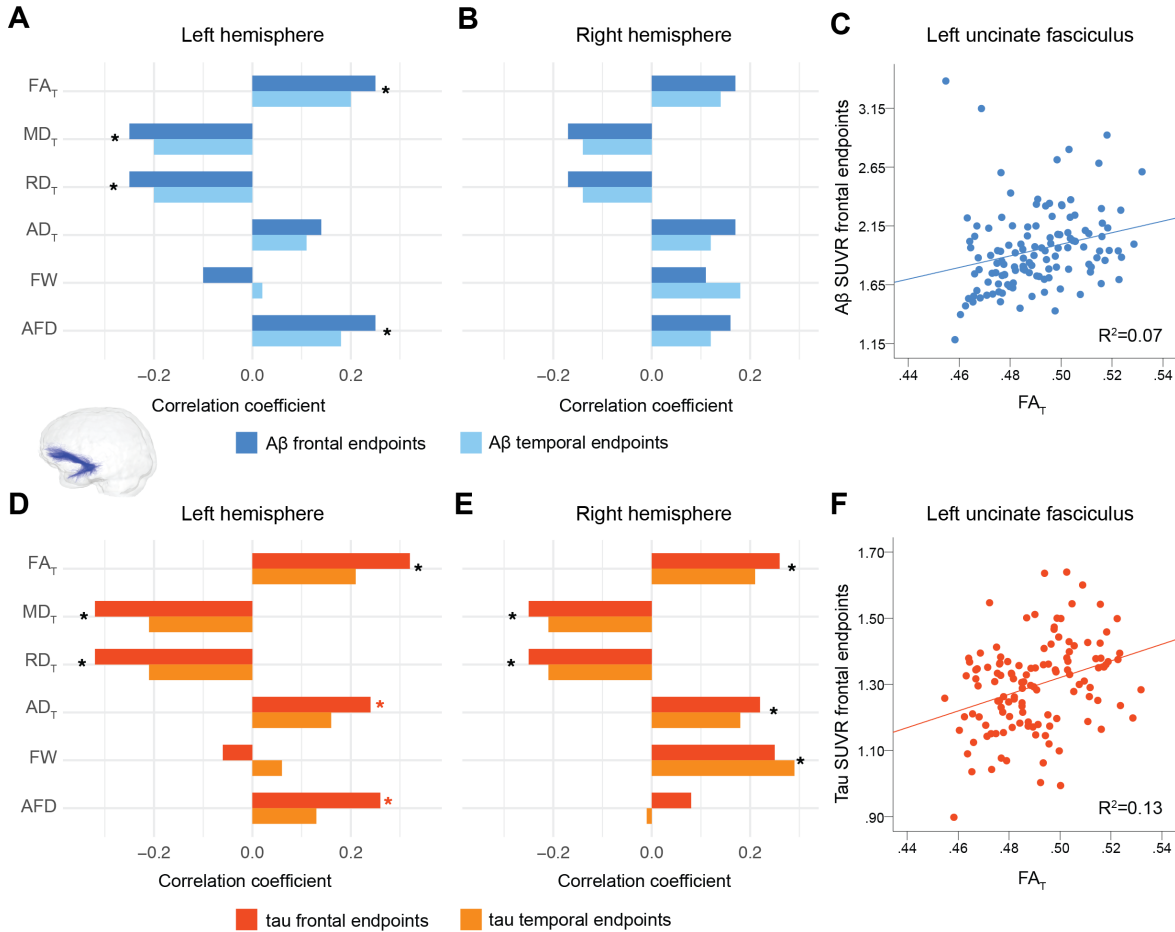 A
Left hemisphere
FA_T
*
MD_T
*
RD_T
*
AD_T
FW
AFD
*
−0.2 0.0 0.2
Correlation coefficient
B
Right hemisphere
−0.2 0.0 0.2
Correlation coefficient
Aβ frontal endpoints
Aβ temporal endpoints
C
Left uncinate fasciculus
Aβ SUVR frontal endpoints
3.15
2.65
2.15
1.65
1.15
R²=0.07
.44 .46 .48 .50 .52 .54
FA_T
D
Left hemisphere
FA_T
*
MD_T
*
RD_T
*
AD_T
*
FW
AFD
*
−0.2 0.0 0.2
Correlation coefficient
E
Right hemisphere
*
*
*
*
*
−0.2 0.0 0.2
Correlation coefficient
tau frontal endpoints
tau temporal endpoints
F
Left uncinate fasciculus
Tau SUVR frontal endpoints
1.70
1.50
1.30
1.10
.90
R²=0.13
.44 .46 .48 .50 .52 .54
FA_T